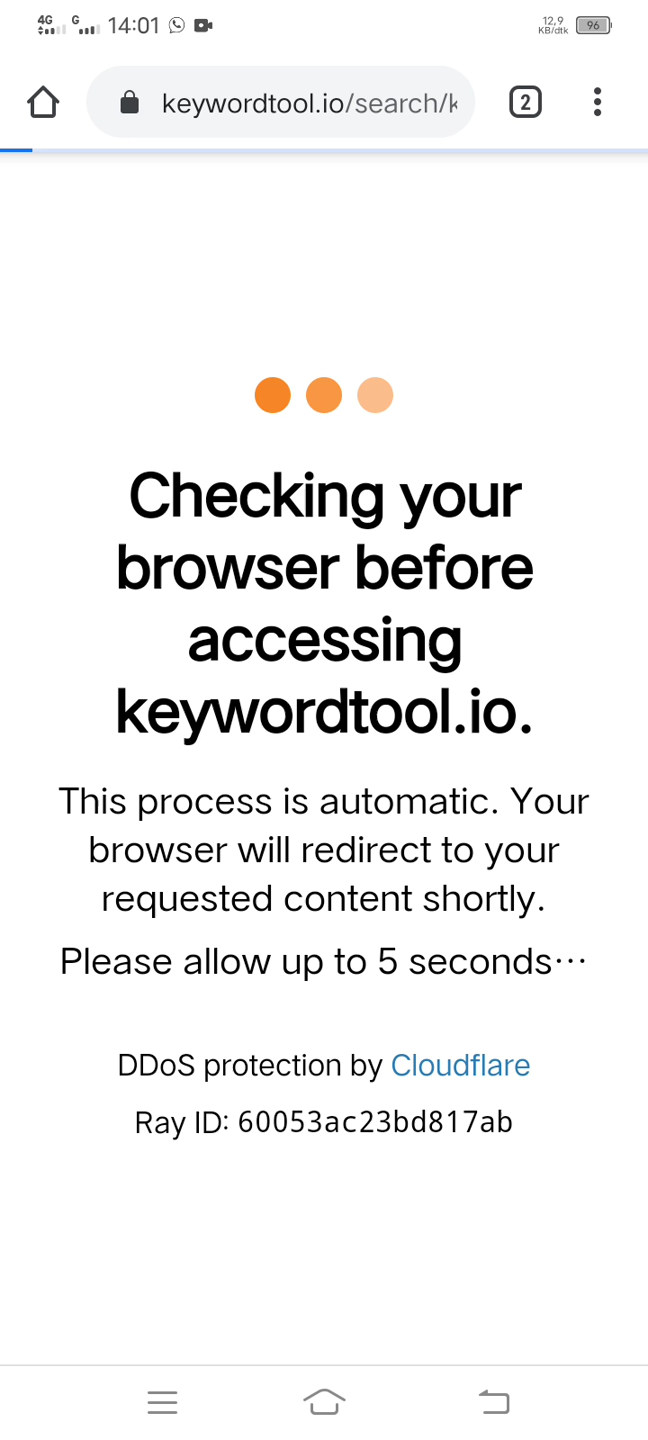 4G G 14:01 12,9 KB/dtk 96
keywordtool.io/search/k 2
Checking your
browser before
accessing
keywordtool.io.
This process is automatic. Your
browser will redirect to your
requested content shortly.
Please allow up to 5 seconds…
DDoS protection by Cloudflare
Ray ID: 60053ac23bd817ab